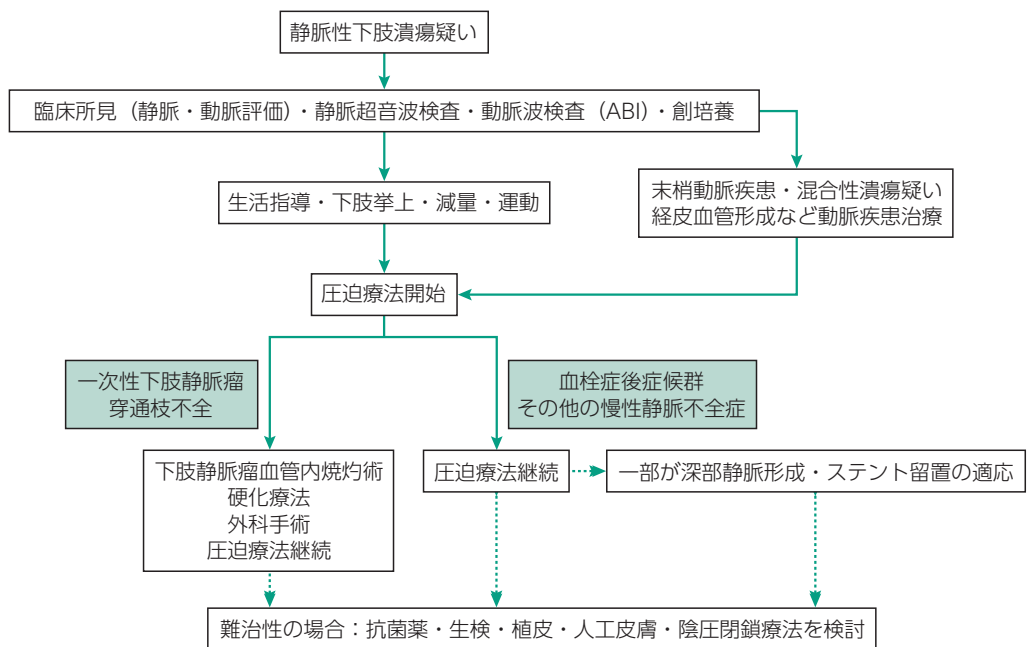 静脈性下肢潰瘍疑い
臨床所見（静脈・動脈評価）・静脈超音波検査・動脈波検査（ABI）・創培養
生活指導・下肢挙上・減量・運動
末梢動脈疾患・混合性潰瘍疑い
経皮血管形成など動脈疾患治療
圧迫療法開始
一次性下肢静脈瘤
穿通枝不全
血栓症後症候群
その他の慢性静脈不全症
下肢静脈瘤血管内焼灼術
硬化療法
外科手術
圧迫療法継続
圧迫療法継続
一部が深部静脈形成・ステント留置の適応
難治性の場合：抗菌薬・生検・植皮・人工皮膚・陰圧閉鎖療法を検討